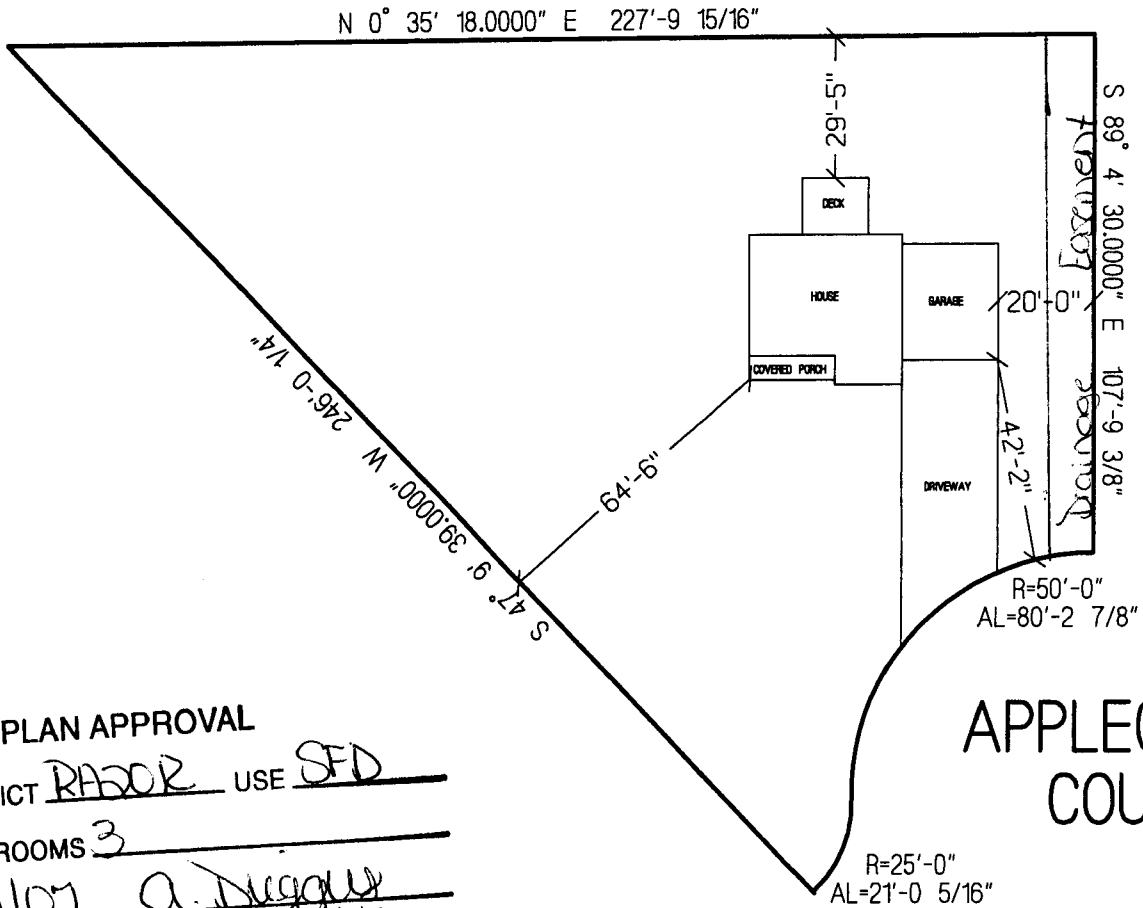 N 0° 35' 18.0000" E 227'-9 15/16"
29'-5"
S 89° 4' 30.0000" E 107'-9 3/8"
Drainage Easement
DECK
HOUSE
GARAGE
20'-0"
COVERED PORCH
42'-2"
DRIVEWAY
64'-6"
S 47° 9' 39.0000" W 246'-0 1/4"
R=50'-0"
AL=80'-2 7/8"
APPLEC
COU
R=25'-0"
AL=21'-0 5/16"
PLAN APPROVAL
ICT RA20R USE SFD
ROOMS 3